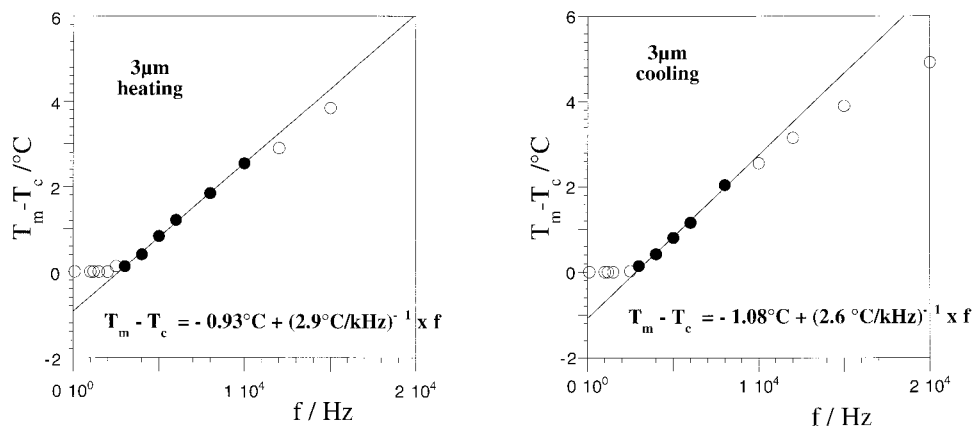 6
4
2
0
-2
T_m -T_c /°C
3μm
heating
T_m - T_c = - 0.93°C + (2.9°C/kHz)^- 1 x f
0 10^0
1 10^4
2 10^4
f / Hz
6
4
2
0
-2
T_m -T_c /°C
3μm
cooling
T_m - T_c = - 1.08°C + (2.6 °C/kHz)^- 1 x f
0 10^0
1 10^4
2 10^4
f / Hz